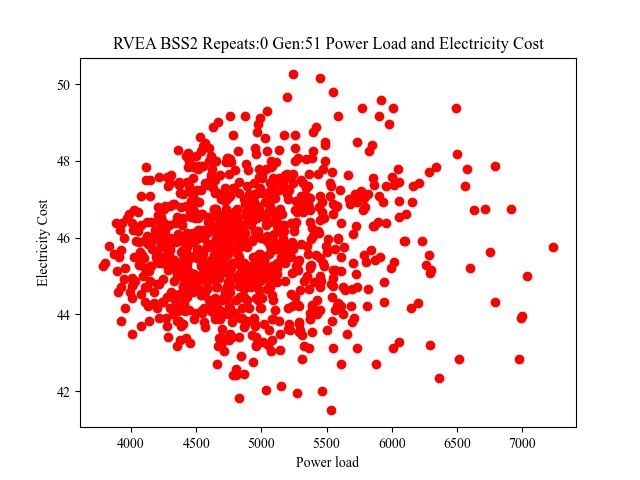 RVEA BSS2 Repeats:0 Gen:51 Power Load and Electricity Cost
50
48
46
44
42
Electricity Cost
4000 4500 5000 5500 6000 6500 7000
Power load